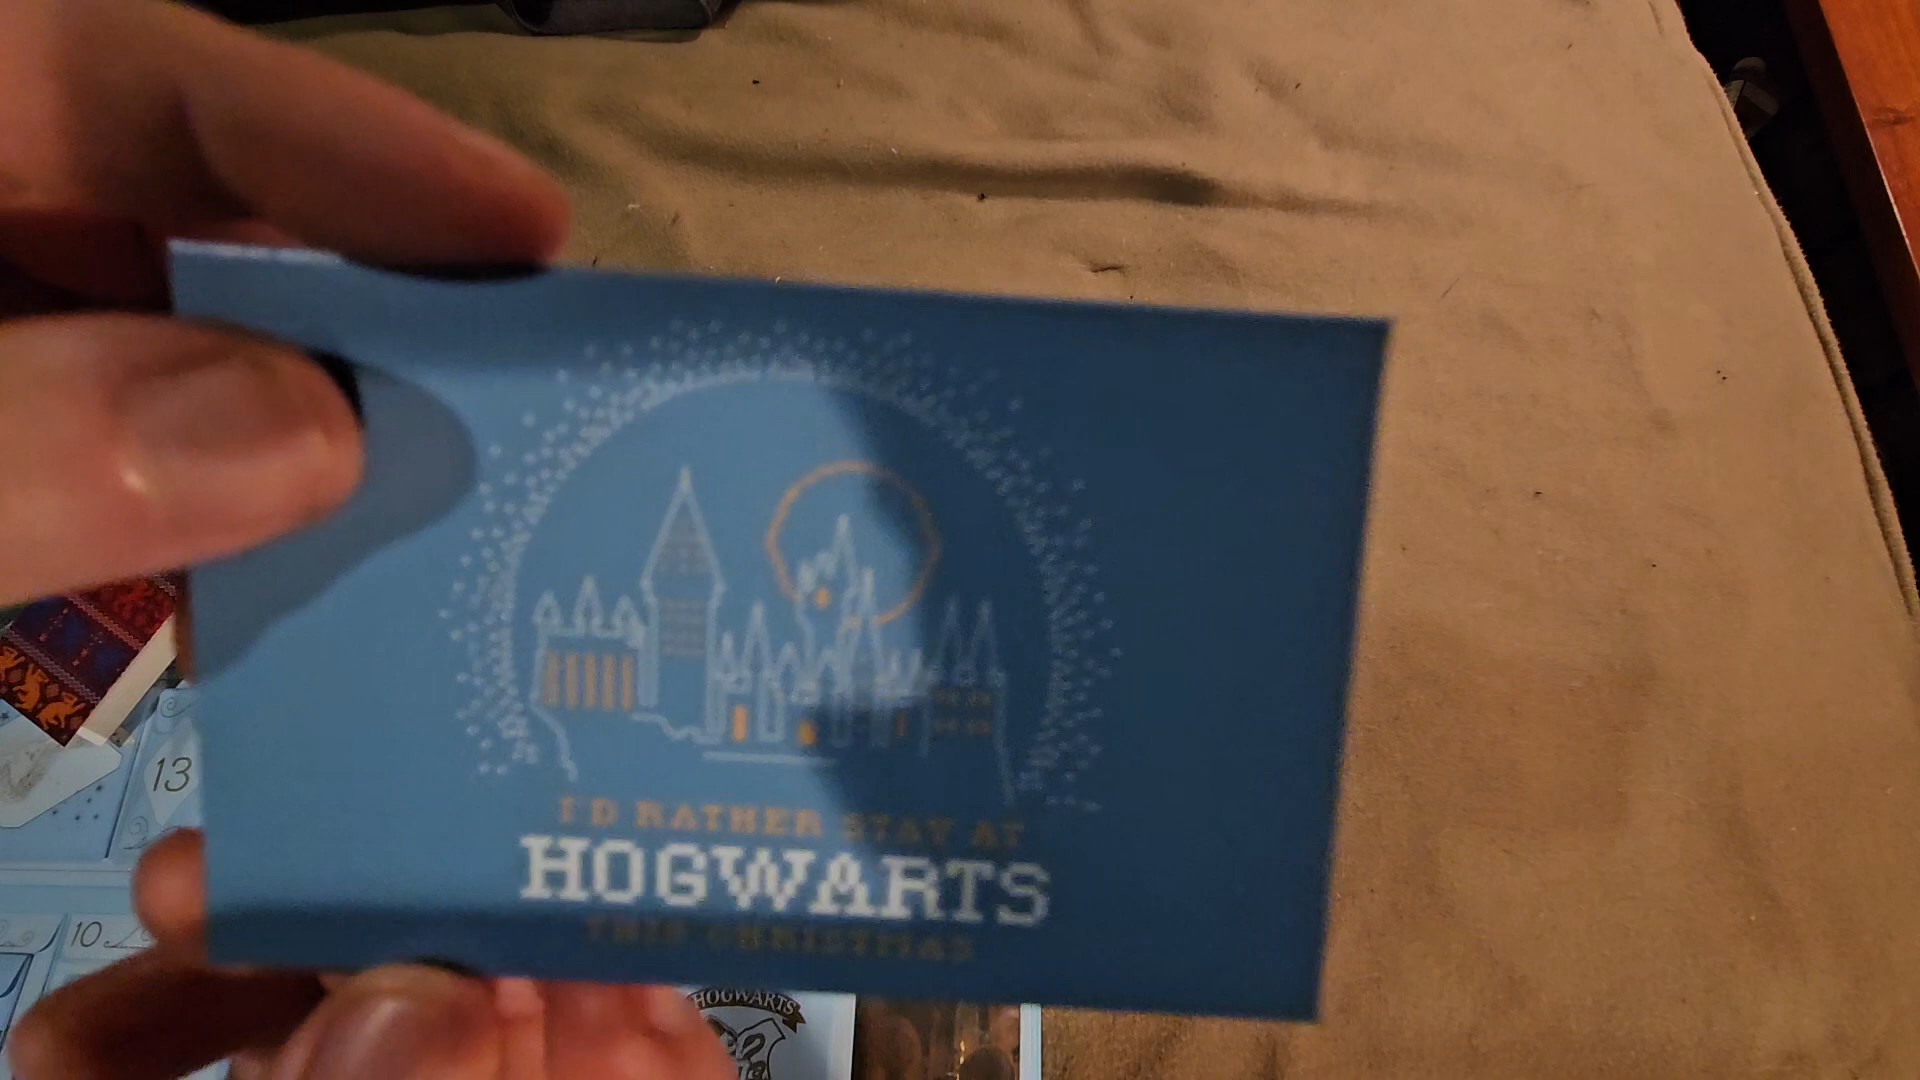 I'D RATHER STAY AT
HOGWARTS
THIS CHRISTMAS
13
10
HOGWARTS